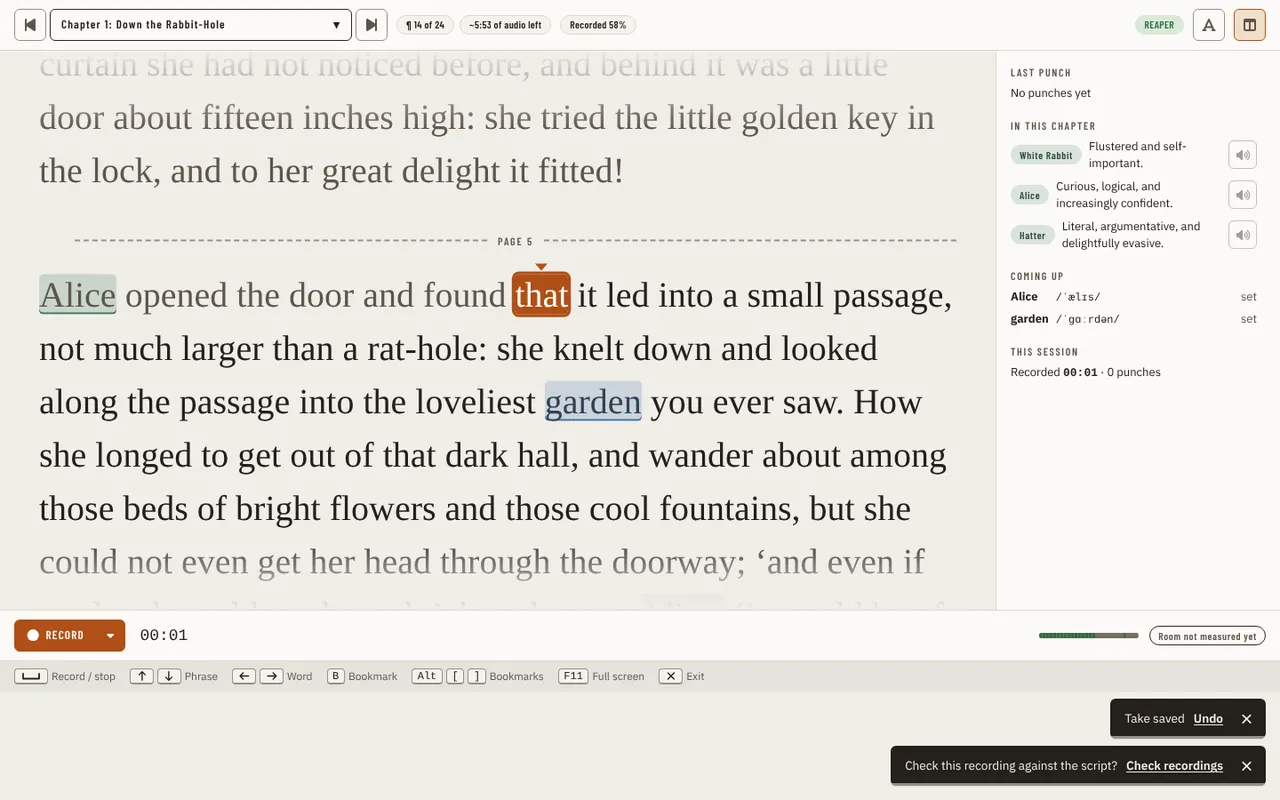 Chapter 1: Down the Rabbit-Hole
¶ 14 of 24
~5:53 of audio left
Recorded 58%
REAPER
A
curtain she had not noticed before, and behind it was a little
door about fifteen inches high: she tried the little golden key in
the lock, and to her great delight it fitted!
PAGE 5
Alice opened the door and found that it led into a small passage,
not much larger than a rat-hole: she knelt down and looked
along the passage into the loveliest garden you ever saw. How
she longed to get out of that dark hall, and wander about among
those beds of bright flowers and those cool fountains, but she
could not even get her head through the doorway; ‘and even if
LAST PUNCH
No punches yet
IN THIS CHAPTER
White Rabbit
Flustered and self-
important.
Alice
Curious, logical, and
increasingly confident.
Hatter
Literal, argumentative, and
delightfully evasive.
COMING UP
Alice /ˈælɪs/ set
garden /ˈɡɑːrdən/ set
THIS SESSION
Recorded 00:01 · 0 punches
RECORD
00:01
Room not measured yet
Record / stop
Phrase
Word
B Bookmark
Alt [ ] Bookmarks
F11 Full screen
Exit
Take saved Undo
Check this recording against the script? Check recordings